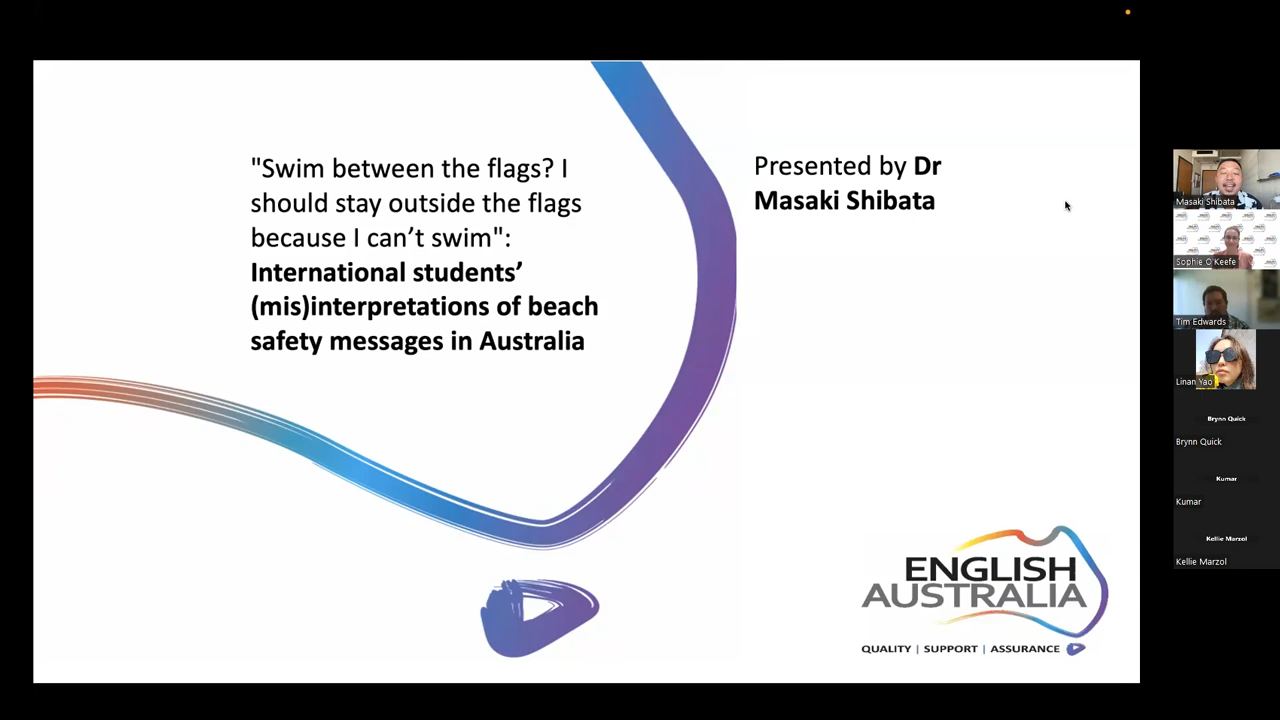 "Swim between the flags? I
should stay outside the flags
because I can’t swim":
International students’
(mis)interpretations of beach
safety messages in Australia
Presented by Dr
Masaki Shibata
ENGLISH
AUSTRALIA
QUALITY | SUPPORT | ASSURANCE
Masaki Shibata
Sophie O'Keefe
Tim Edwards
Linan Yao
Brynn Quick
Brynn Quick
Kumar
Kumar
Kellie Marzol
Kellie Marzol